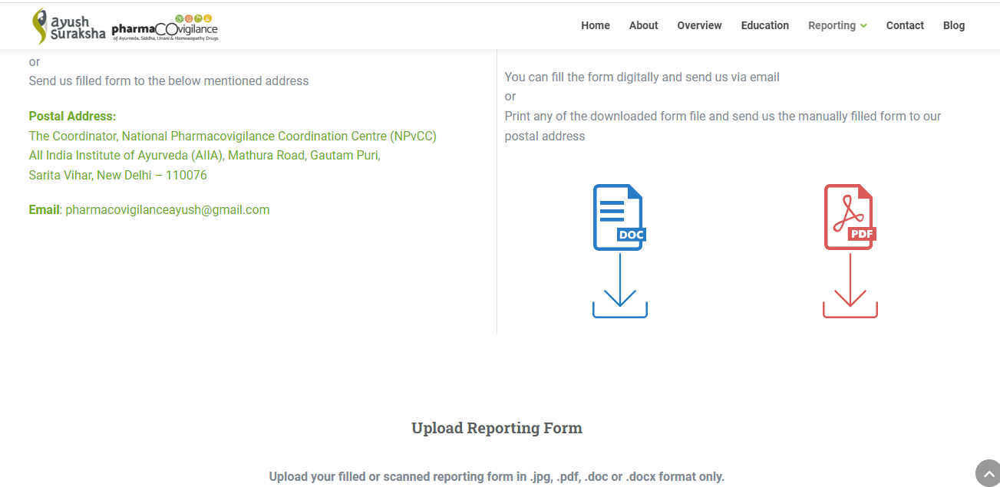 ayush
Suraksha
pharmaCOvigilance
of Ayurveda, Siddha, Unani & Homoeopathy Drugs
Home About Overview Education Reporting Contact Blog
or
Send us filled form to the below mentioned address
Postal Address:
The Coordinator, National Pharmacovigilance Coordination Centre (NPvCC)
All India Institute of Ayurveda (AIIA), Mathura Road, Gautam Puri,
Sarita Vihar, New Delhi – 110076
Email: pharmacovigilanceayush@gmail.com
You can fill the form digitally and send us via email
or
Print any of the downloaded form file and send us the manually filled form to our
postal address
DOC
PDF
Upload Reporting Form
Upload your filled or scanned reporting form in .jpg, .pdf, .doc or .docx format only.